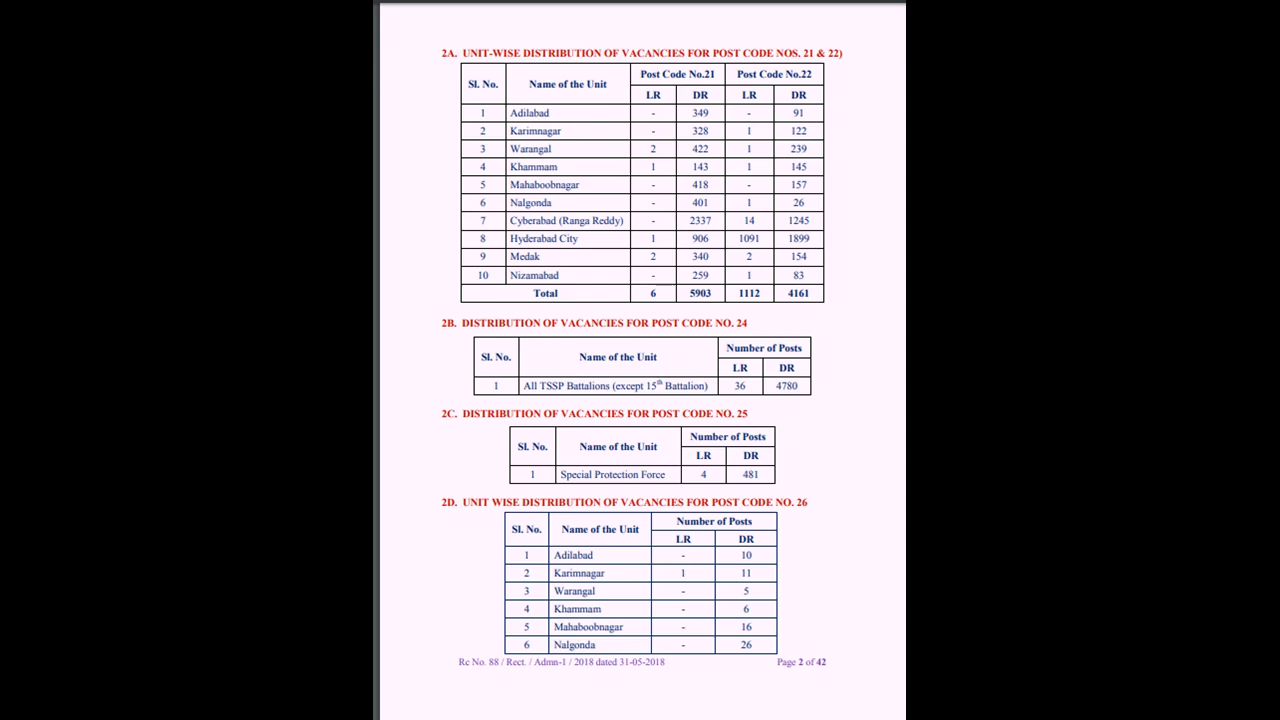 2A. UNIT-WISE DISTRIBUTION OF VACANCIES FOR POST CODE NOS. 21 & 22)
Sl. No. Name of the Unit Post Code No.21 Post Code No.22
LR DR LR DR
1 Adilabad - 349 - 91
2 Karimnagar - 328 1 122
3 Warangal 2 422 1 239
4 Khammam 1 143 1 145
5 Mahaboobnagar - 418 - 157
6 Nalgonda - 401 1 26
7 Cyberabad (Ranga Reddy) - 2337 14 1245
8 Hyderabad City 1 906 1091 1899
9 Medak 2 340 2 154
10 Nizamabad - 259 1 83
Total 6 5903 1112 4161
2B. DISTRIBUTION OF VACANCIES FOR POST CODE NO. 24
Sl. No. Name of the Unit Number of Posts
LR DR
1 All TSSP Battalions (except 15th Battalion) 36 4780
2C. DISTRIBUTION OF VACANCIES FOR POST CODE NO. 25
Sl. No. Name of the Unit Number of Posts
LR DR
1 Special Protection Force 4 481
2D. UNIT WISE DISTRIBUTION OF VACANCIES FOR POST CODE NO. 26
Sl. No. Name of the Unit Number of Posts
LR DR
1 Adilabad - 10
2 Karimnagar 1 11
3 Warangal - 5
4 Khammam - 6
5 Mahaboobnagar - 16
6 Nalgonda - 26
Rc No. 88 / Rect. / Admn-1 / 2018 dated 31-05-2018 Page 2 of 42